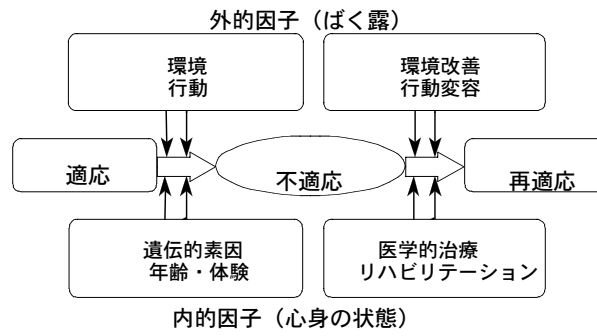 外的因子（ばく露）
環境
行動
環境改善
行動変容
適応
不適応
再適応
遺伝的素因
年齢・体験
医学的治療
リハビリテーション
内的因子（心身の状態）